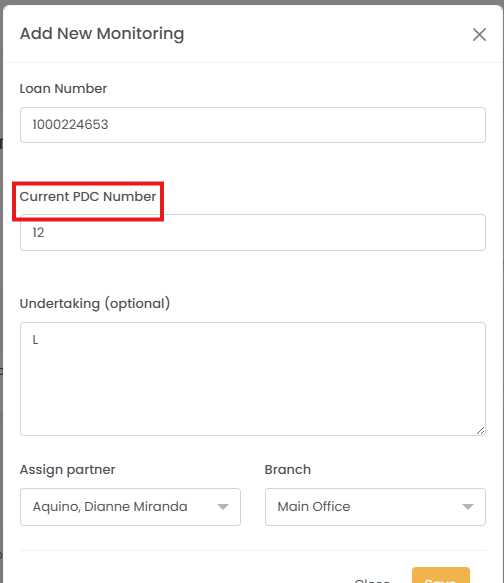 Add New Monitoring
Loan Number
1000224653
Current PDC Number
12
Undertaking (optional)
L
Assign partner
Branch
Aquino, Dianne Miranda
Main Office
Close
Save